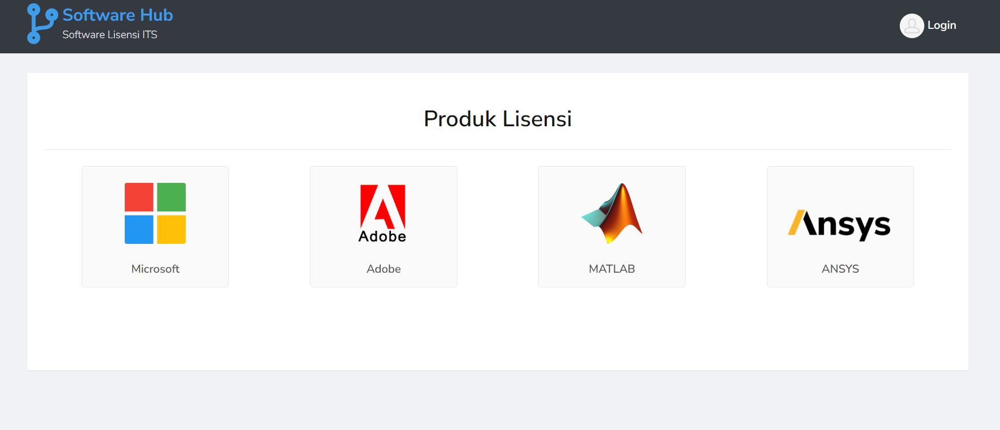 Software Hub
Software Lisensi ITS
Login
Produk Lisensi
Adobe
Ansys
Microsoft
Adobe
MATLAB
ANSYS